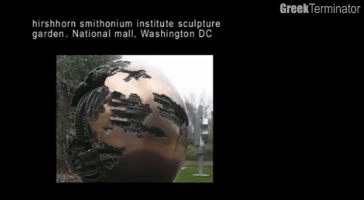 GreekTerminator
hirshhorn smithonium institute sculpture
garden. National mall, Washington DC